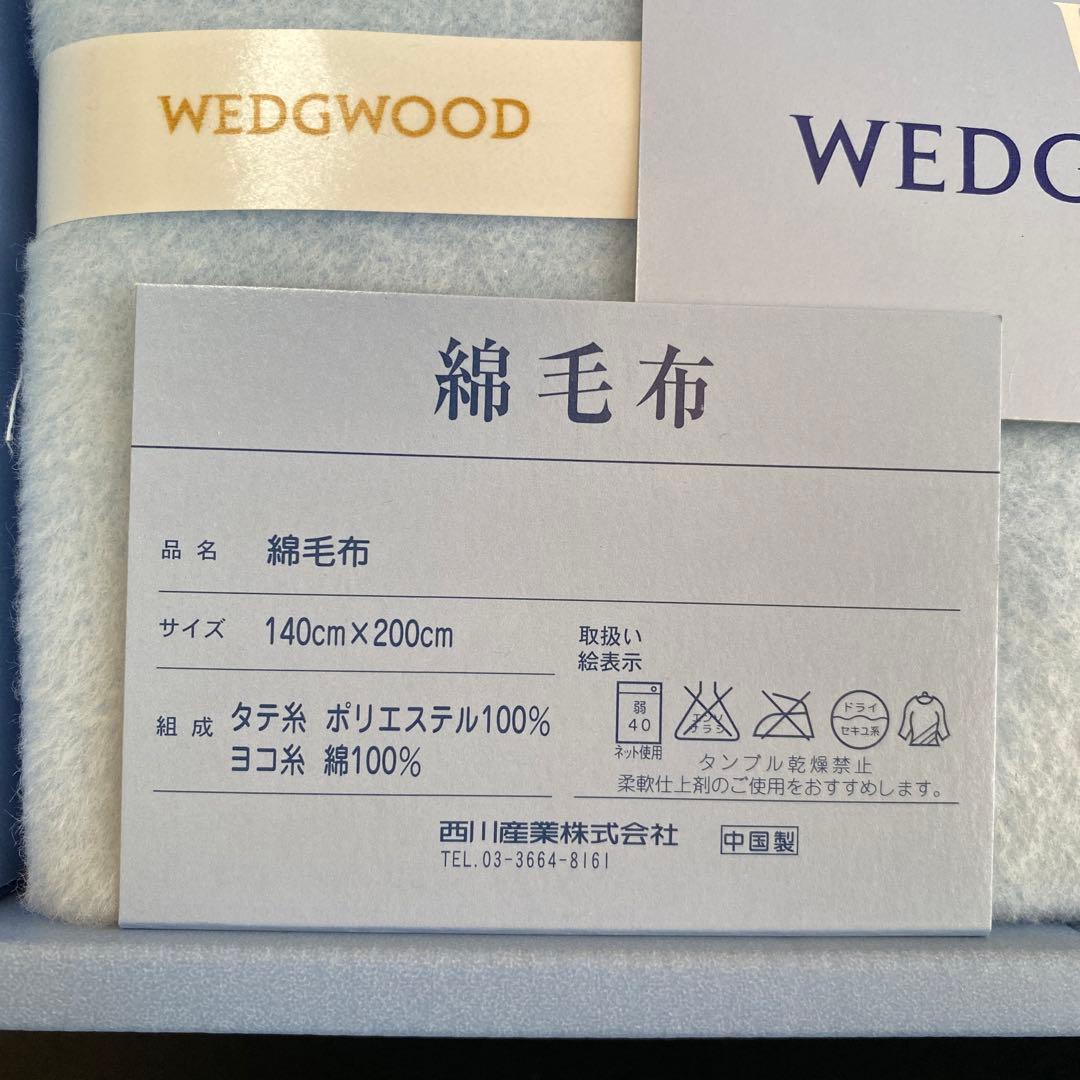 WEDGWOOD
WEDG
綿毛布
品名 綿毛布
サイズ 140cm×200cm
取扱い
絵表示
組成 タテ糸 ポリエステル100%
ヨコ糸 綿100%
弱
40
ネット使用
エンソ
サラシ
ドライ
セキユ系
タンブル乾燥禁止
柔軟仕上剤のご使用をおすすめします。
西川産業株式会社 中国製
TEL.03-3664-8161